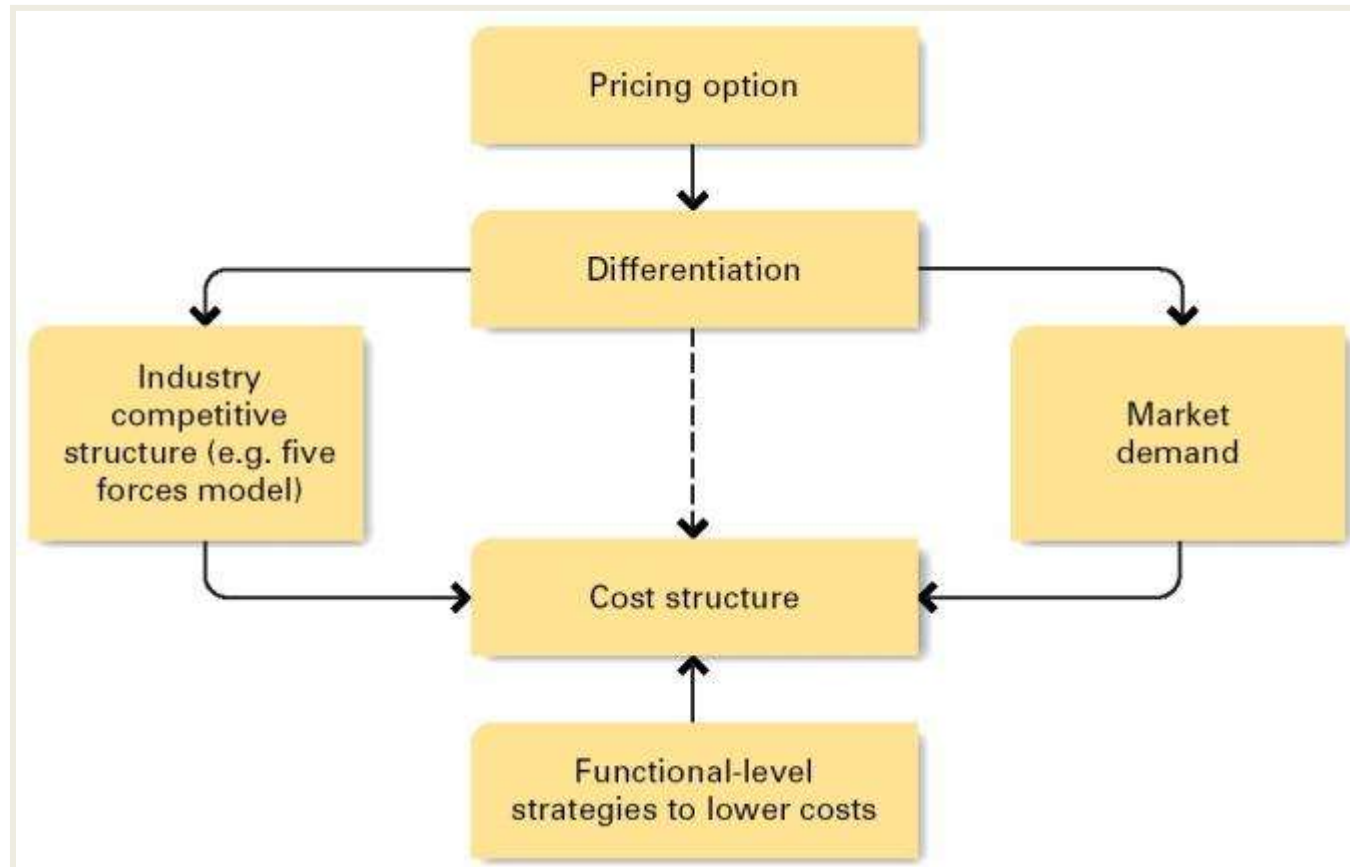 Pricing option
Differentiation
Industry
competitive
structure (e.g. five
forces model)
Market
demand
Cost structure
Functional-level
strategies to lower costs